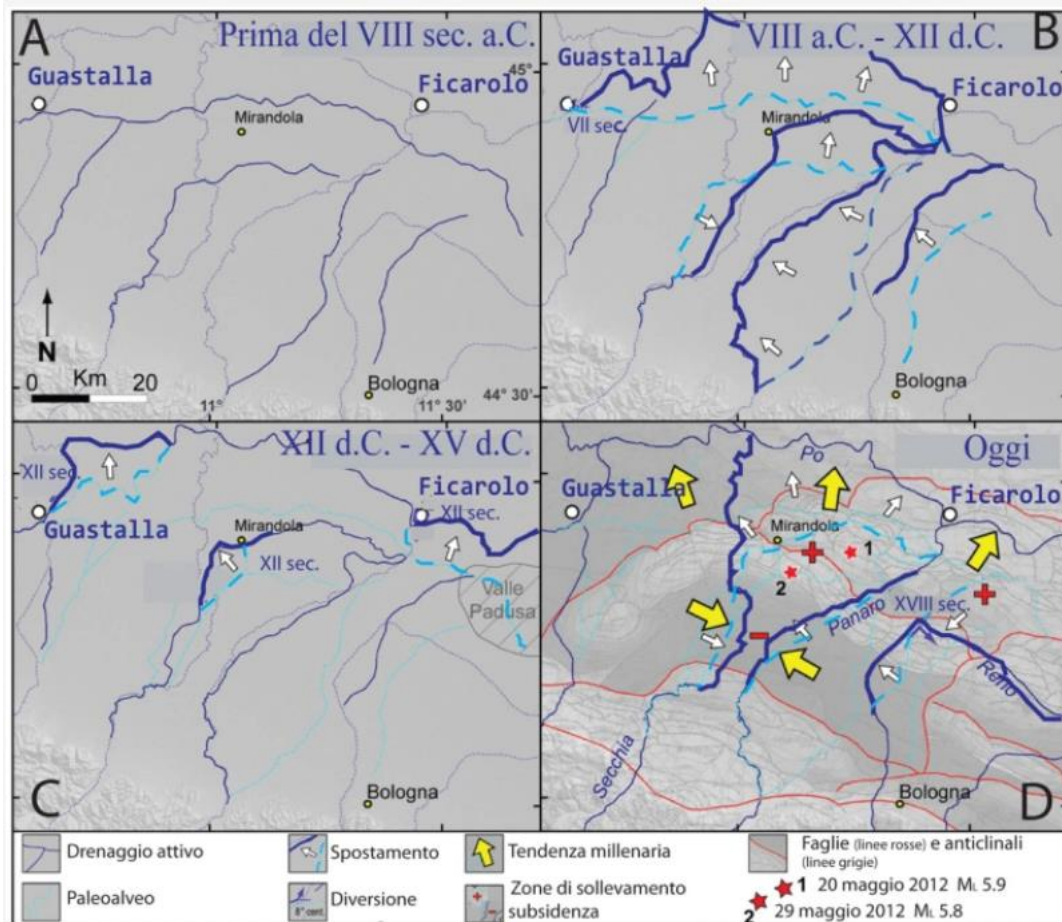 A
Prima del VIII sec. a.C.
Guastalla
Ficarolo
45°
Mirandola
N
Km
0 20
Bologna
11°
11° 30'
44° 30'
VIII a.C. - XII d.C.
B
Guastalla
Ficarolo
VII sec.
Mirandola
Bologna
XII d.C. - XV d.C.
XII sec.
Guastalla
Ficarolo
XII sec.
Mirandola
XII sec.
Valle
Padusa
Bologna
C
Oggi
Po
Guastalla
Ficarolo
Mirandola
1
2
Panaro
XVIII sec.
Reno
Secchia
Bologna
D
Drenaggio attivo
Spostamento
Tendenza millenaria
Faglie (linee rosse) e anticlinali
(linee grigie)
Paleoalveo
8° cent.
Diversione
Zone di sollevamento
subsidenza
1 20 maggio 2012 ML 5.9
2 29 maggio 2012 ML 5.8